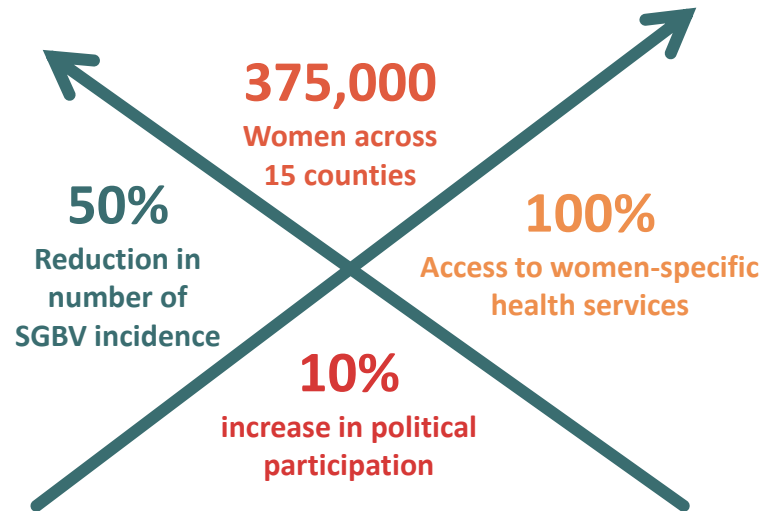 375,000
Women across
15 counties
50%
Reduction in
number of
SGBV incidence
100%
Access to women-specific
health services
10%
increase in political
participation